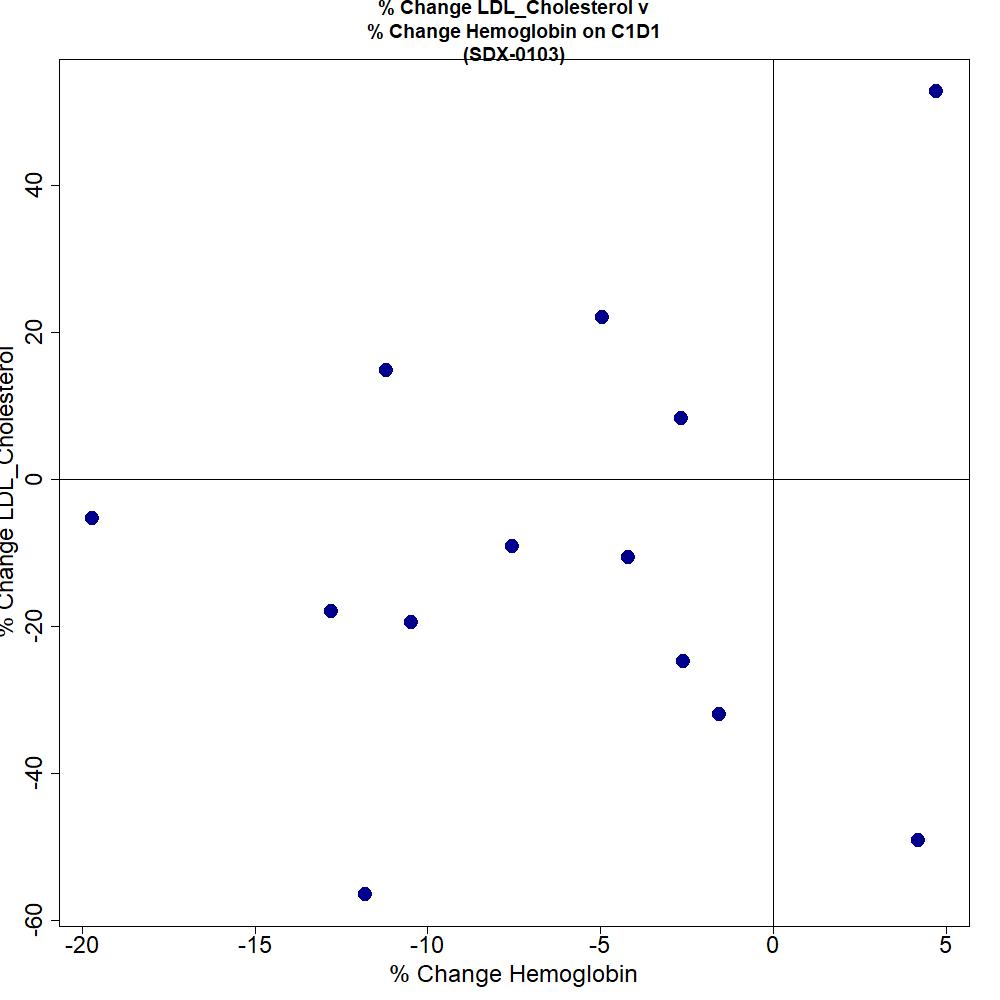 % Change LDL_Cholesterol v
% Change Hemoglobin on C1D1
(SDX-0103)
% Change LDL_Cholesterol
40
20
0
-20
-40
-60
-20
-15
-10
-5
0
5
% Change Hemoglobin